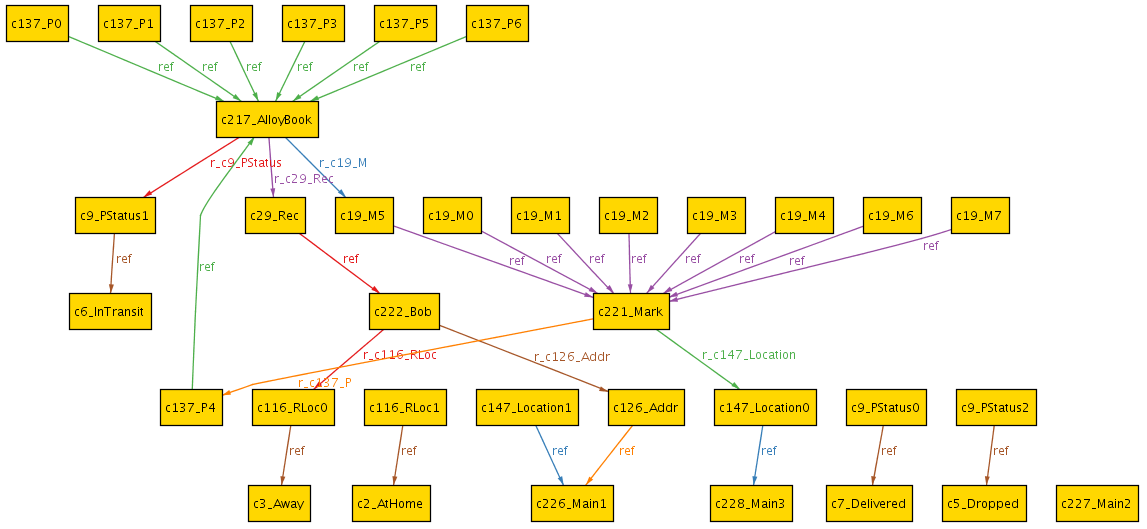 c137_P0
c137_P1
c137_P2
c137_P3
c137_P5
c137_P6
ref
ref
ref
ref
ref
ref
c217_AlloyBook
r_c9_PStatus
r_c29_Rec
r_c19_M
c9_PStatus1
c29_Rec
c19_M5
c19_M0
c19_M1
c19_M2
c19_M3
c19_M4
c19_M6
c19_M7
ref
ref
ref
ref
ref
ref
ref
ref
ref
ref
ref
c6_InTransit
c222_Bob
c221_Mark
r_c116_RLoc
r_c126_Addr
r_c147_Location
r_c137_P
c137_P4
c116_RLoc0
c116_RLoc1
c147_Location1
c126_Addr
c147_Location0
c9_PStatus0
c9_PStatus2
ref
ref
ref
ref
ref
ref
ref
c3_Away
c2_AtHome
c226_Main1
c228_Main3
c7_Delivered
c5_Dropped
c227_Main2